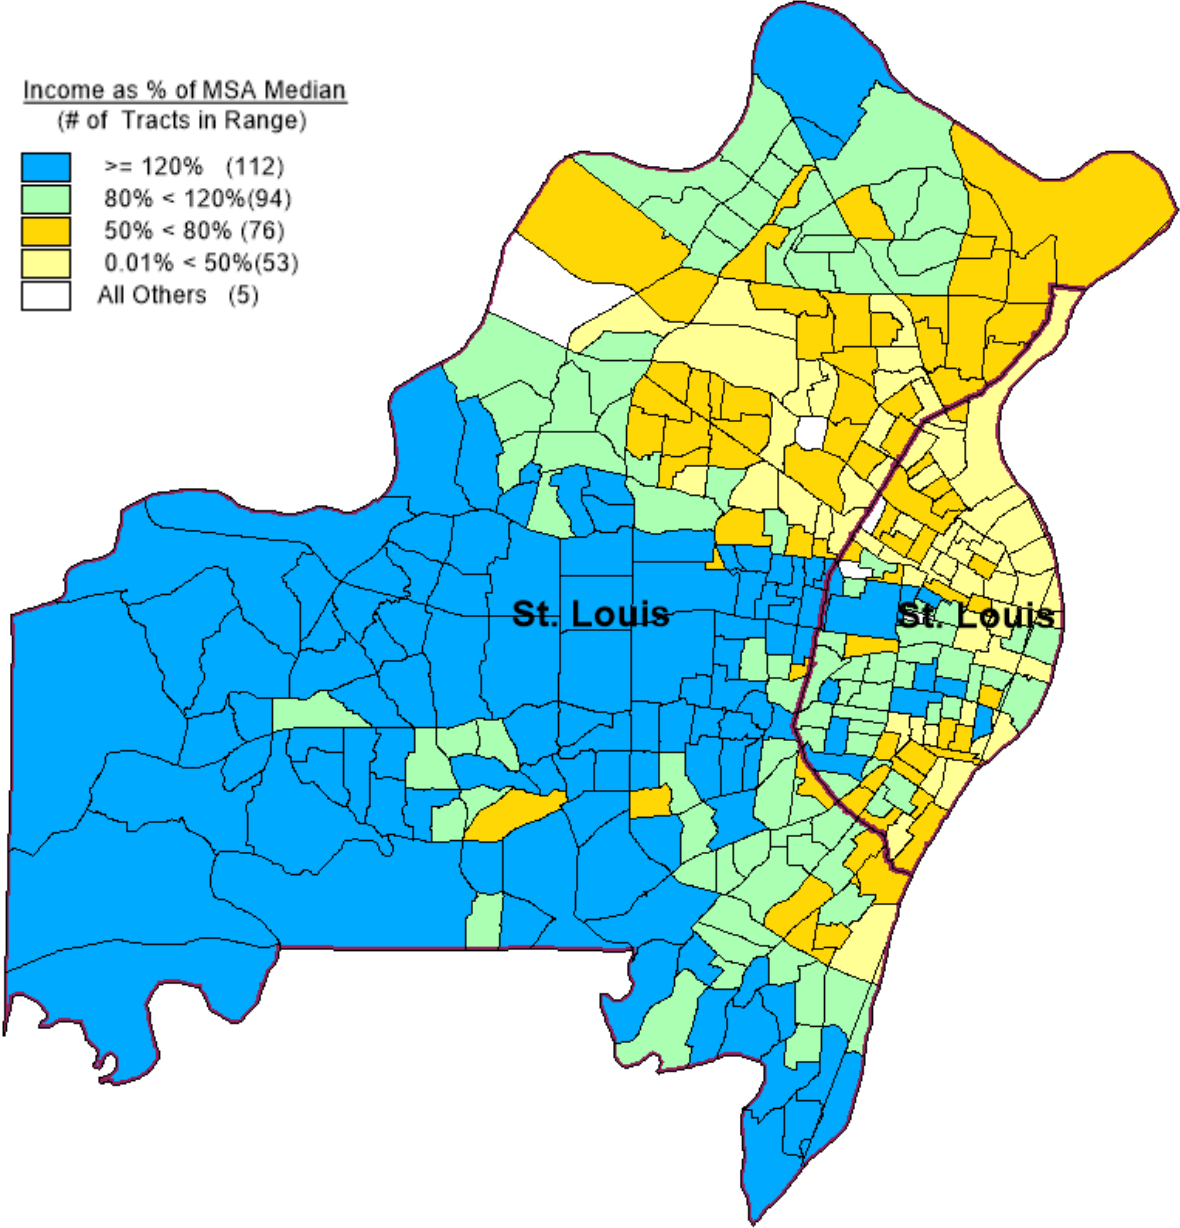 Income as % of MSA Median
(# of Tracts in Range)
>= 120% (112)
80% < 120%(94)
50% < 80% (76)
0.01% < 50%(53)
All Others (5)
St. Louis
St. Louis